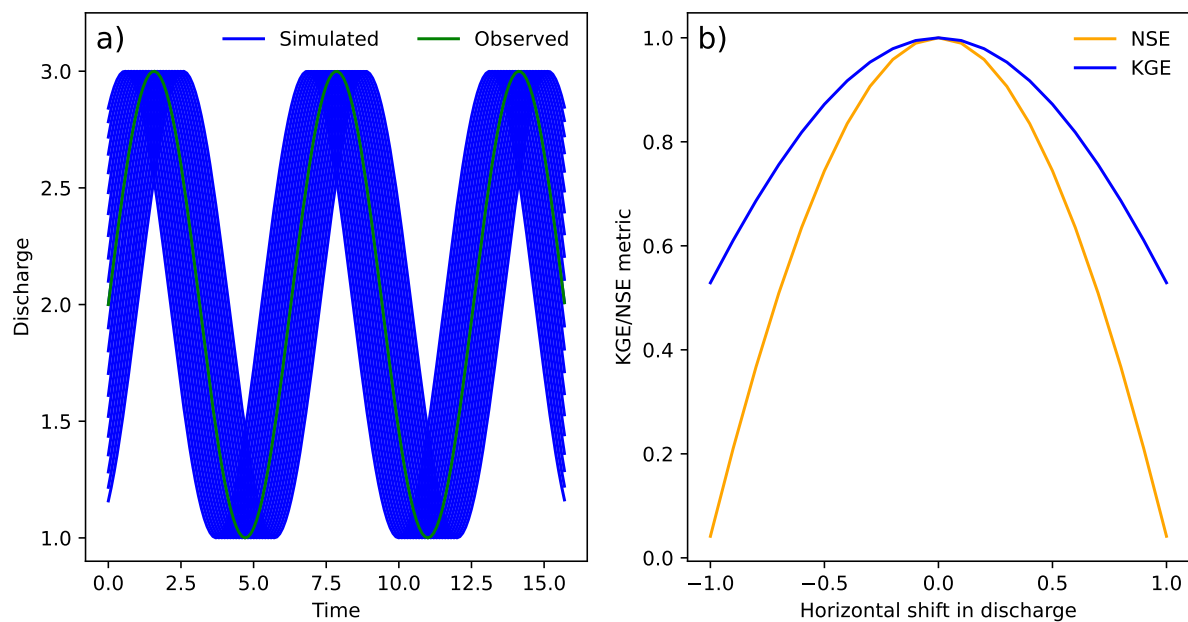 a)
Simulated
Observed
3.0
2.5
2.0
1.5
1.0
Discharge
0.0 2.5 5.0 7.5 10.0 12.5 15.0
Time
b)
NSE
KGE
1.0
0.8
0.6
0.4
0.2
0.0
KGE/NSE metric
−1.0 −0.5 0.0 0.5 1.0
Horizontal shift in discharge